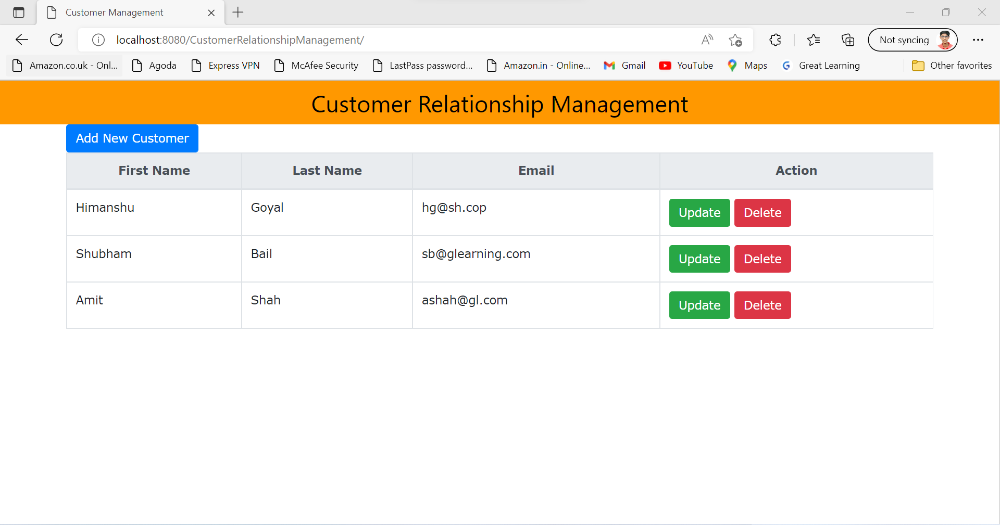 Customer Management
localhost:8080/CustomerRelationshipManagement/
Not syncing
Amazon.co.uk - Onl... Agoda Express VPN McAfee Security LastPass password... Amazon.in - Online... Gmail YouTube Maps Great Learning Other favorites
Customer Relationship Management
Add New Customer
First Name Last Name Email Action
Himanshu Goyal hg@sh.cop Update Delete
Shubham Bail sb@glearning.com Update Delete
Amit Shah ashah@gl.com Update Delete